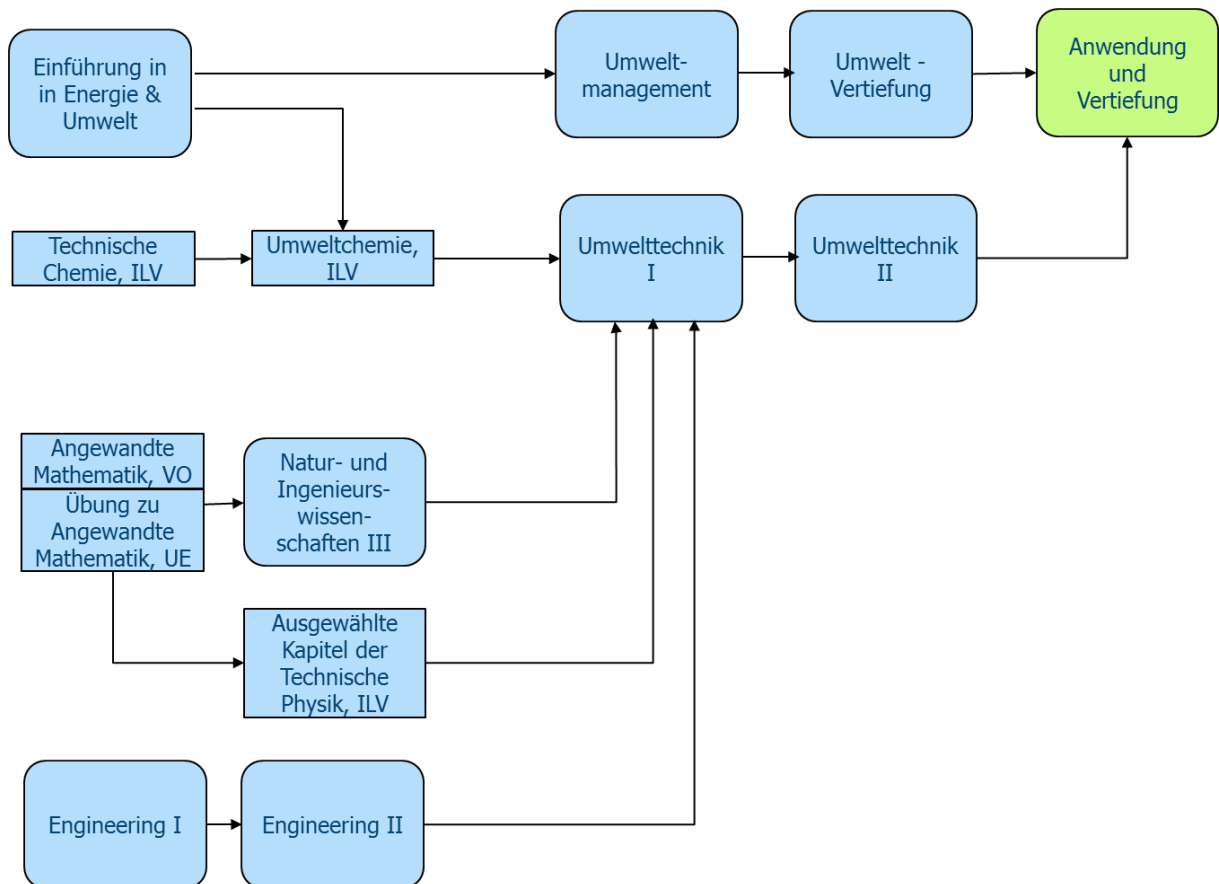 Einführung in
in Energie &
Umwelt
Umwelt-
management
Umwelt -
Vertiefung
Anwendung
und
Vertiefung
Technische
Chemie, ILV
Umweltchemie,
ILV
Umwelttechnik
I
Umwelttechnik
II
Angewandte
Mathematik, VO
Übung zu
Angewandte
Mathematik, UE
Natur- und
Ingenieurs-
wissen-
schaften III
Ausgewählte
Kapitel der
Technische
Physik, ILV
Engineering I
Engineering II